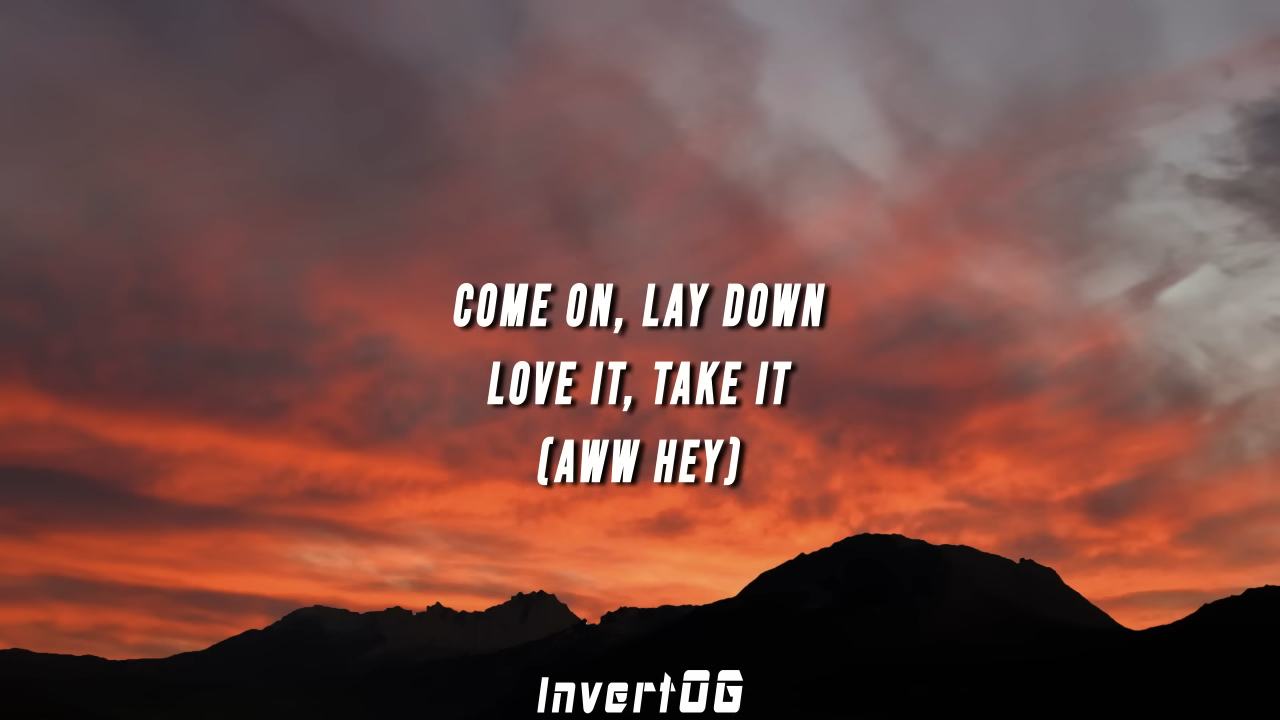 COME ON, LAY DOWN
LOVE IT, TAKE IT
(AWW HEY)
InvertOG